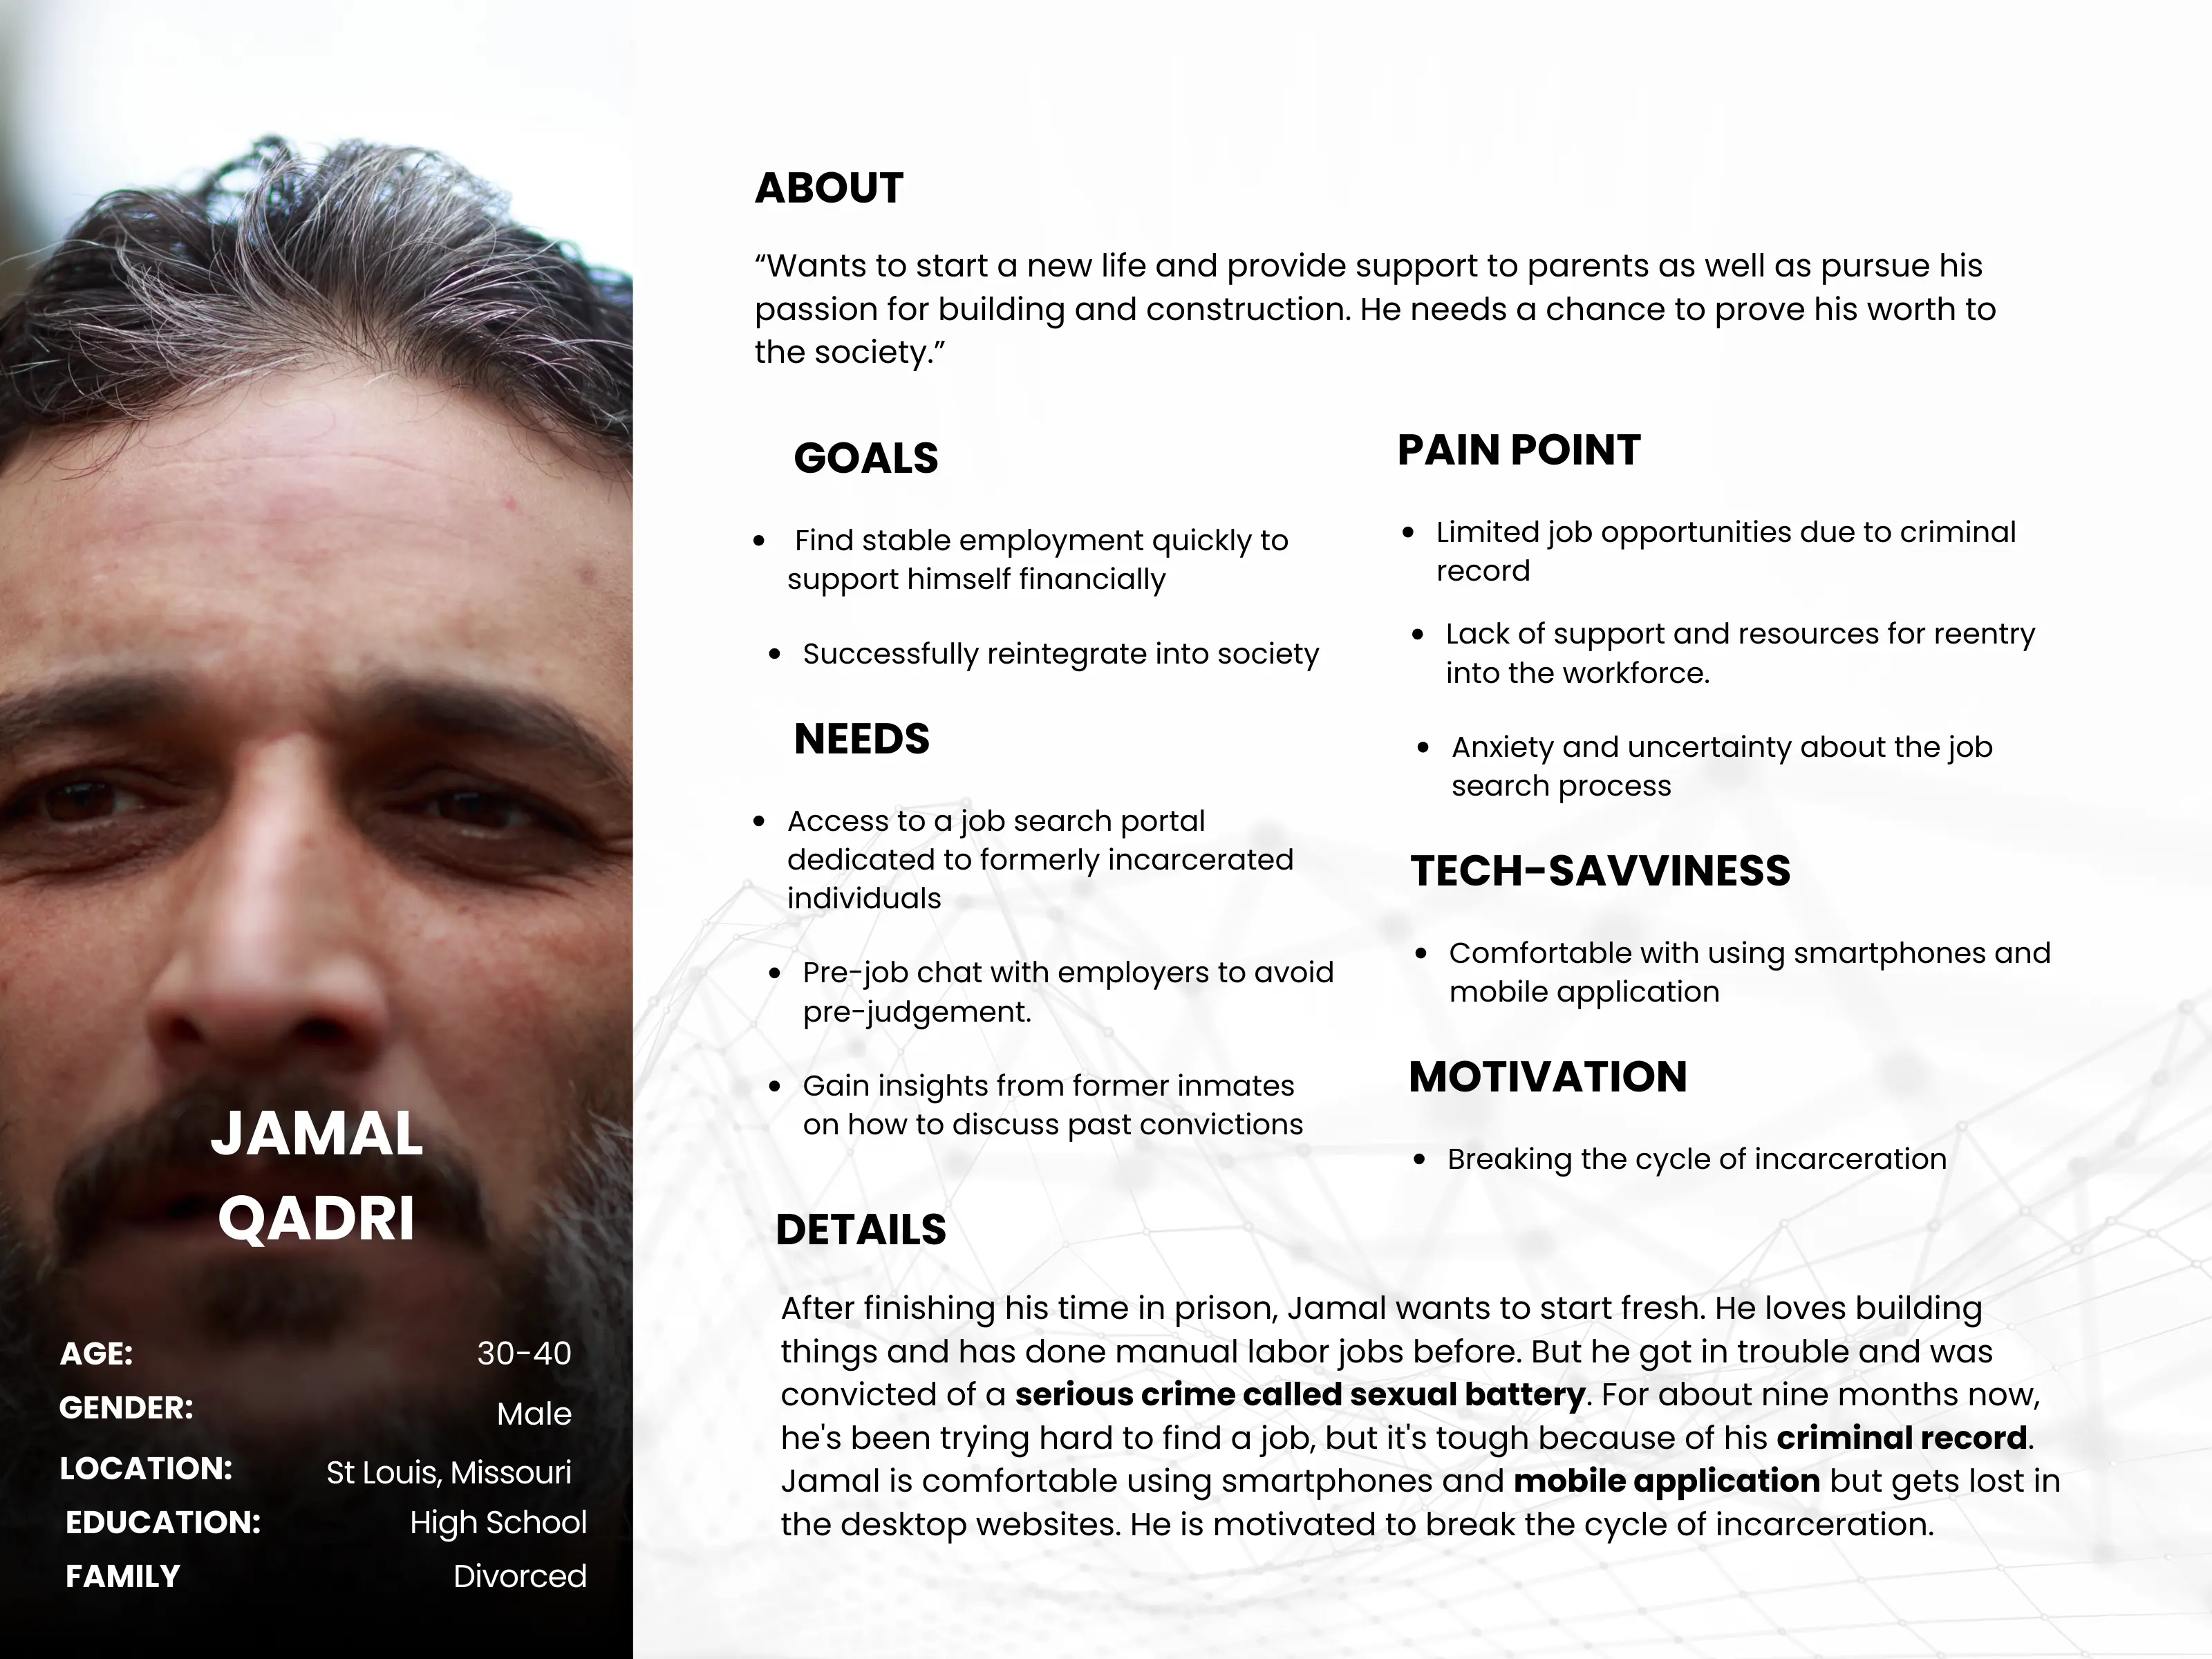 JAMAL
QADRI
AGE: 30-40
GENDER: Male
LOCATION: St Louis, Missouri
EDUCATION: High School
FAMILY Divorced
ABOUT
“Wants to start a new life and provide support to parents as well as pursue his
passion for building and construction. He needs a chance to prove his worth to
the society.”
GOALS
• Find stable employment quickly to
support himself financially
• Successfully reintegrate into society
NEEDS
• Access to a job search portal
dedicated to formerly incarcerated
individuals
• Pre-job chat with employers to avoid
pre-judgement.
• Gain insights from former inmates
on how to discuss past convictions
PAIN POINT
• Limited job opportunities due to criminal
record
• Lack of support and resources for reentry
into the workforce.
• Anxiety and uncertainty about the job
search process
TECH-SAVVINESS
• Comfortable with using smartphones and
mobile application
MOTIVATION
• Breaking the cycle of incarceration
DETAILS
After finishing his time in prison, Jamal wants to start fresh. He loves building
things and has done manual labor jobs before. But he got in trouble and was
convicted of a serious crime called sexual battery. For about nine months now,
he's been trying hard to find a job, but it's tough because of his criminal record.
Jamal is comfortable using smartphones and mobile application but gets lost in
the desktop websites. He is motivated to break the cycle of incarceration.